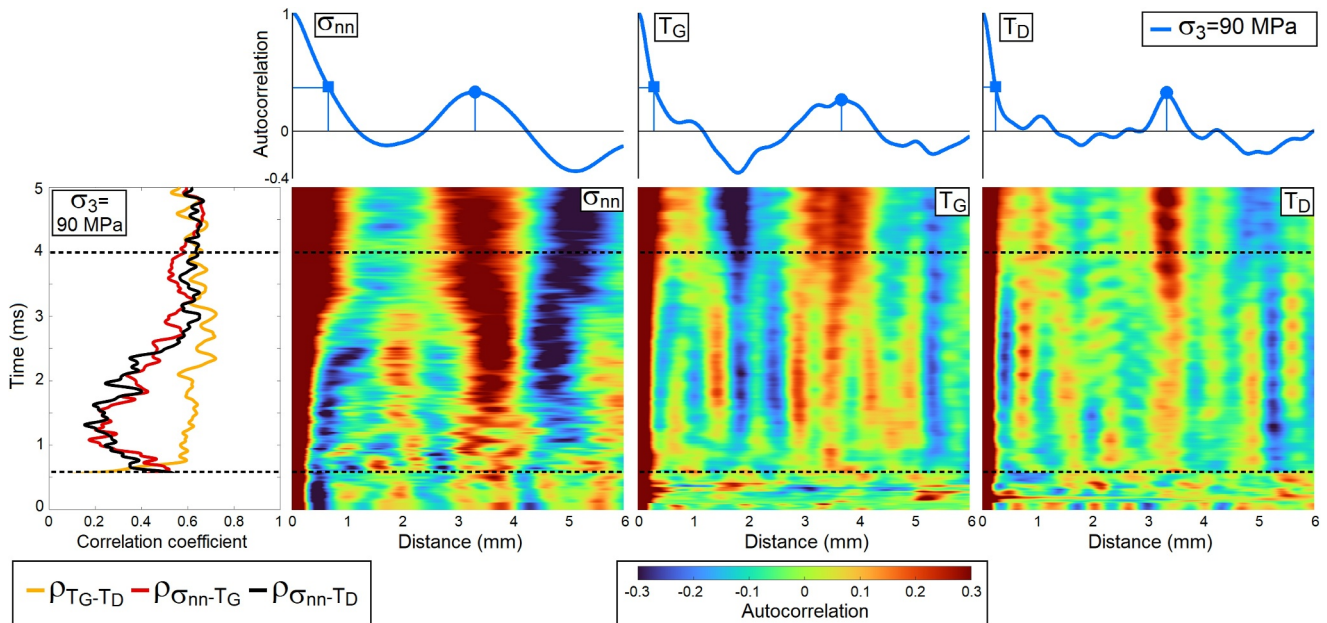 σnn
TG
TD
σ3=90 MPa
Autocorrelation
1
0
-0.4
σ3=
90 MPa
σnn
TG
TD
Time (ms)
5
4
3
2
1
0
0 0.2 0.4 0.6 0.8 1
Correlation coefficient
0 1 2 3 4 5 6
Distance (mm)
0 1 2 3 4 5 6
Distance (mm)
0 1 2 3 4 5 6
Distance (mm)
ρTG-TD ρσnn-TG ρσnn-TD
-0.3 -0.2 -0.1 0 0.1 0.2 0.3
Autocorrelation